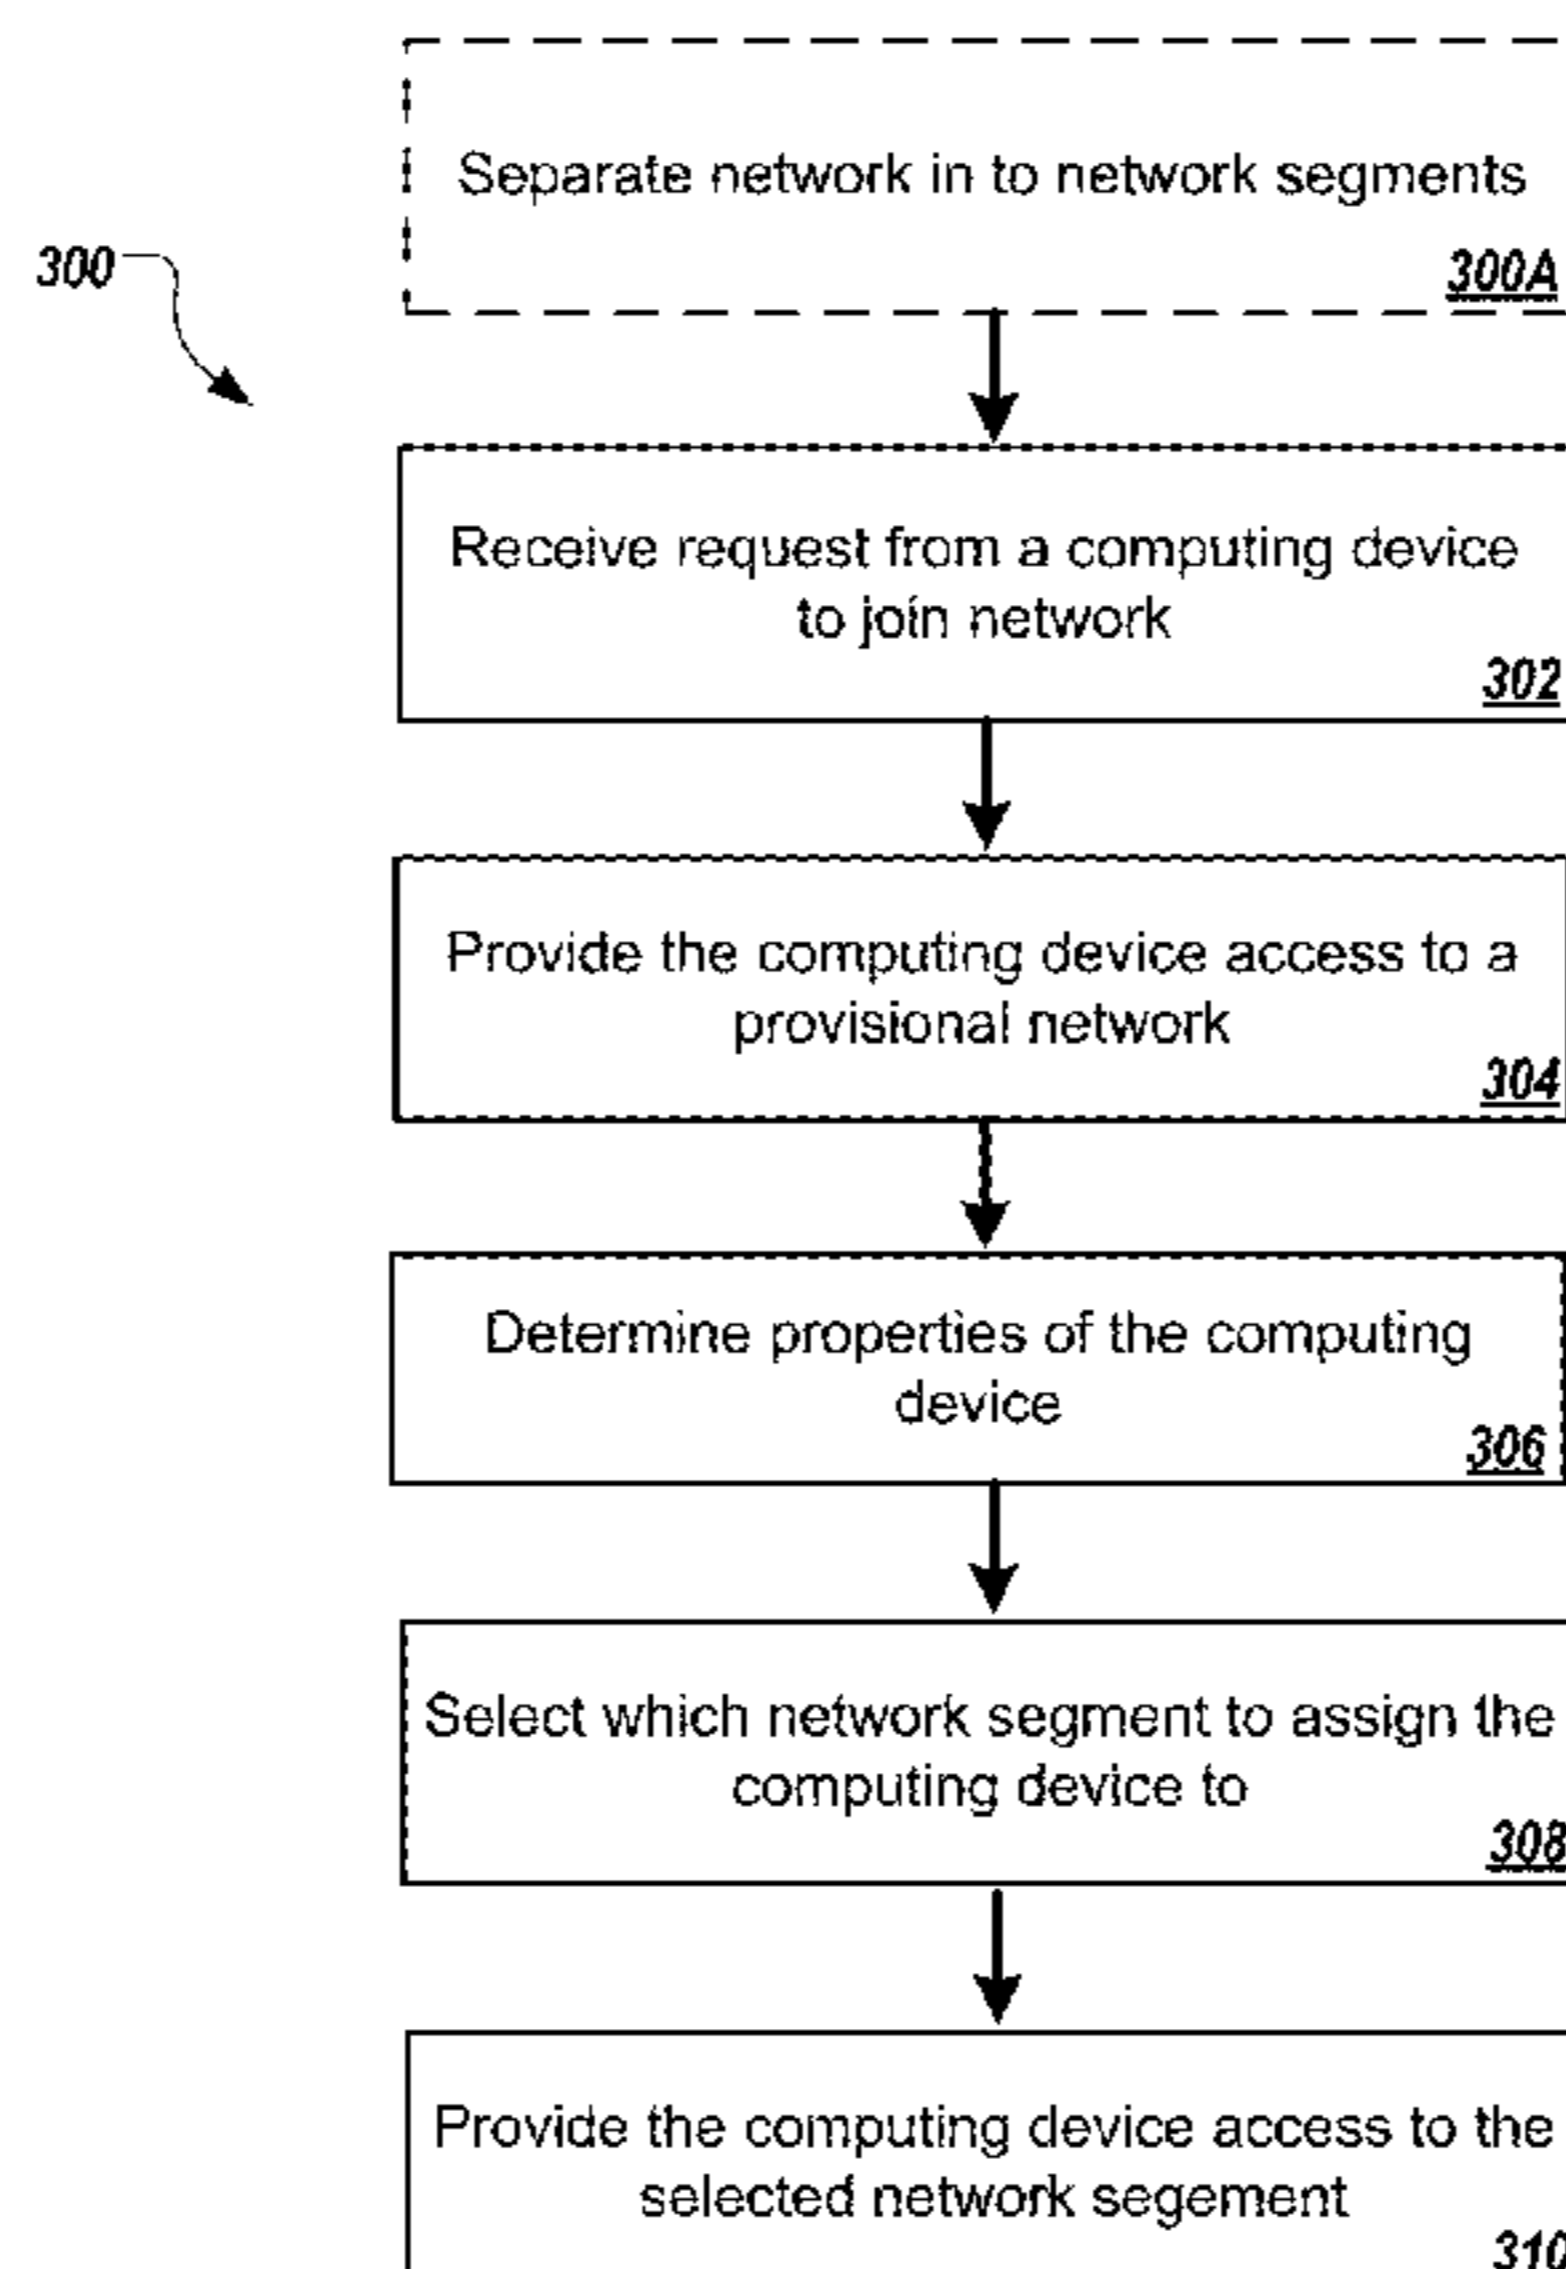 Separate network in to network segments
300A
300
Receive request from a computing device
to join network
302
Provide the computing device access to a
provisional network
304
Determine properties of the computing
device
306
Select which network segment to assign the
computing device to
308
Provide the computing device access to the
selected network segement
310